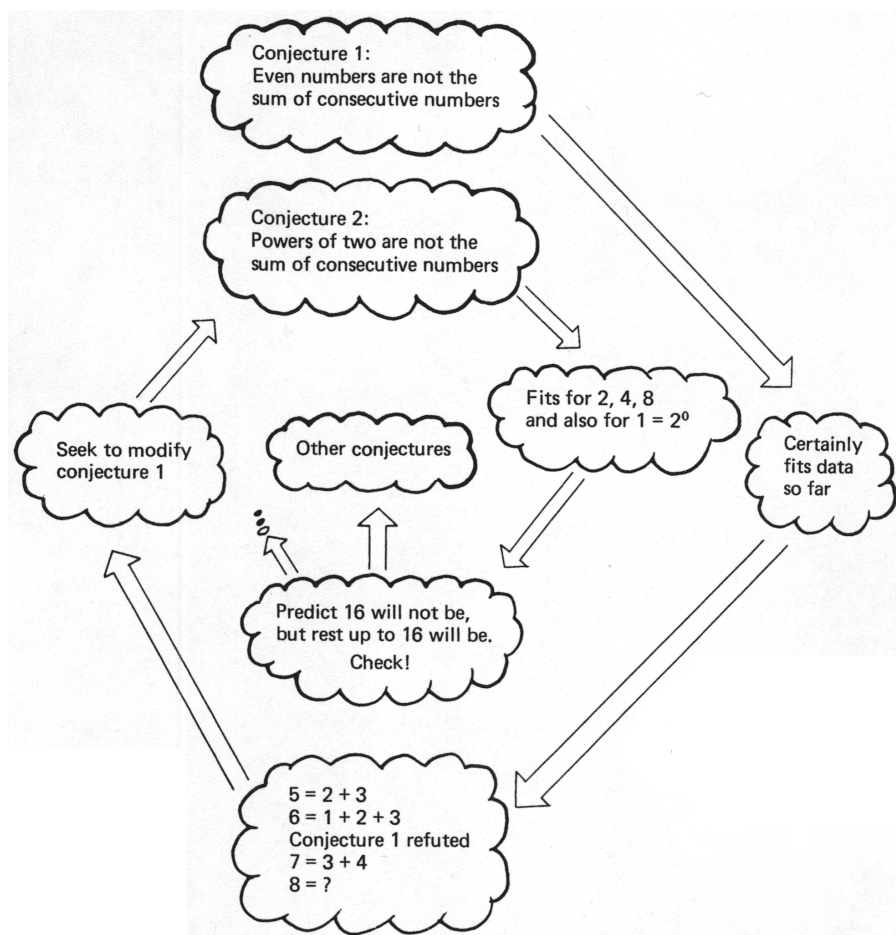 Conjecture 1:
Even numbers are not the
sum of consecutive numbers
Conjecture 2:
Powers of two are not the
sum of consecutive numbers
Fits for 2, 4, 8
and also for 1 = 2⁰
Certainly
fits data
so far
Seek to modify
conjecture 1
Other conjectures
Predict 16 will not be,
but rest up to 16 will be.
Check!
5 = 2 + 3
6 = 1 + 2 + 3
Conjecture 1 refuted
7 = 3 + 4
8 = ?